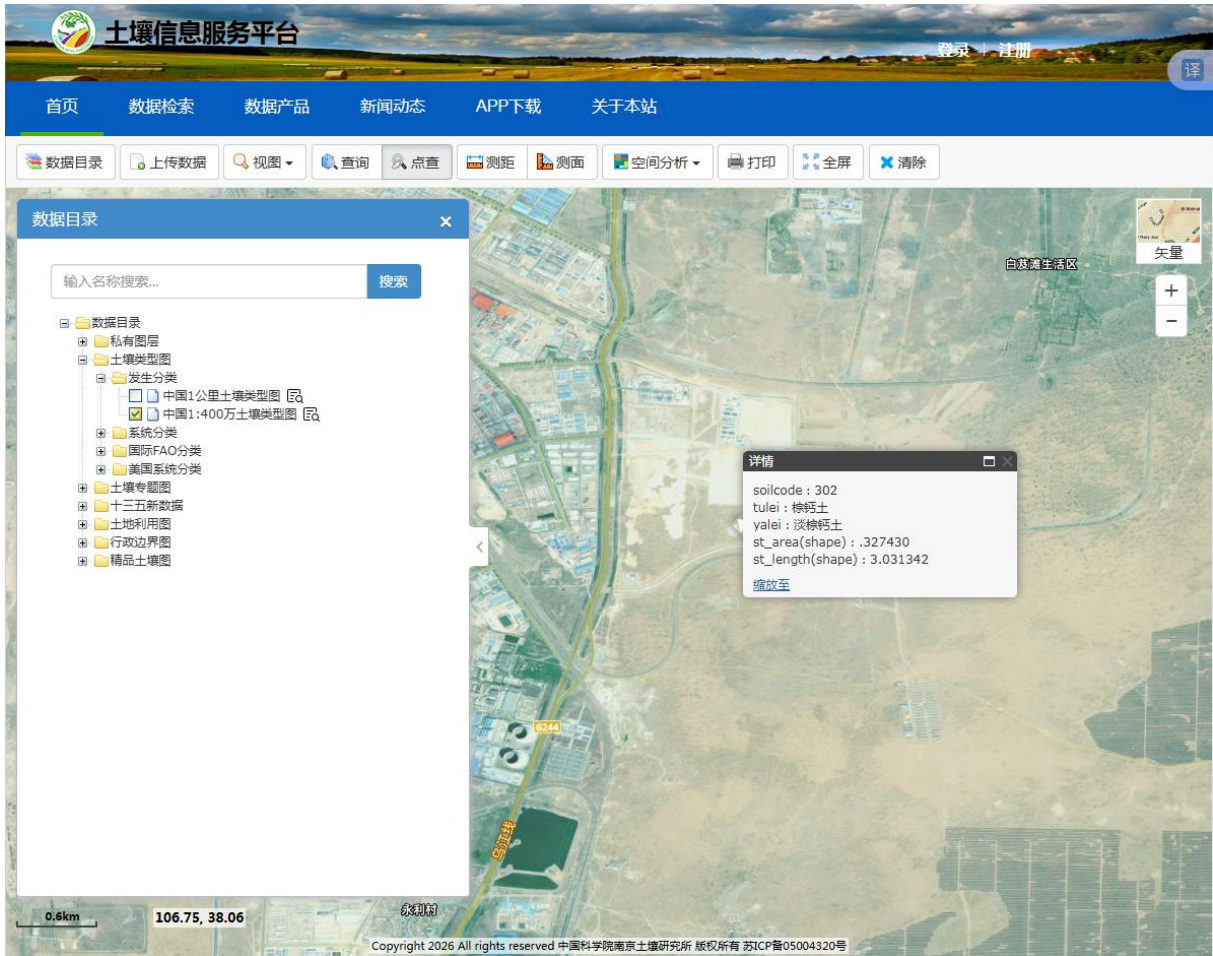 土壤信息服务平台
登录 | 注册
译
首页 数据检索 数据产品 新闻动态 APP下载 关于本站
数据目录 上传数据 视图 查询 点查 测距 测面 空间分析 打印 全屏 清除
数据目录 ×
输入名称搜索... 搜索
数据目录
私有图层
土壤类型图
发生分类
中国1公里土壤类型图
中国1:400万土壤类型图
系统分类
国际FAO分类
美国系统分类
土壤专题图
十三五新数据
土地利用图
行政边界图
精品土壤图
白芨滩生活区
矢量
+
−
详情
soilcode : 302
tulei : 棕钙土
yalei : 淡棕钙土
st_area(shape) : .327430
st_length(shape) : 3.031342
缩放至
G244
乌江线
永利村
0.6km
106.75, 38.06
Copyright 2026 All rights reserved 中国科学院南京土壤研究所 版权所有 苏ICP备05004320号